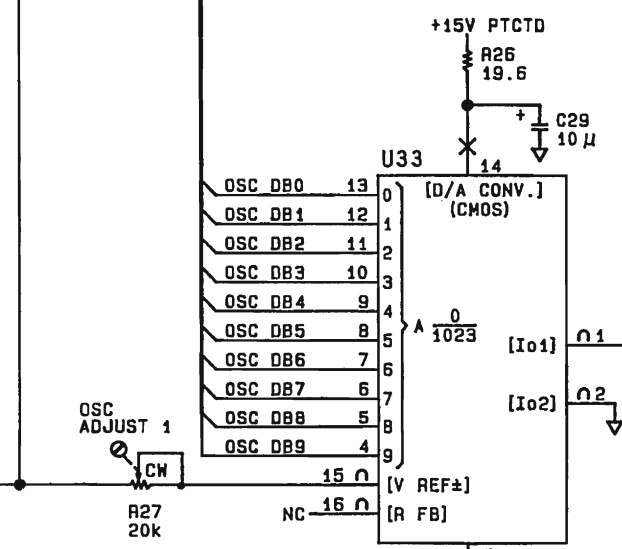 +15V PTCTD
R26
19.6
+
C29
10 μ
U33
14
[D/A CONV.]
(CMOS)
OSC DB0 13 0
OSC DB1 12 1
OSC DB2 11 2
OSC DB3 10 3
OSC DB4 9 4
OSC DB5 8 5
OSC DB6 7 6
OSC DB7 6 7
OSC DB8 5 8
OSC DB9 4 9
A 0/1023
[Io1] ∩ 1
[Io2] ∩ 2
OSC
ADJUST 1
CW
R27
20k
15 ∩ [V REF±]
NC 16 ∩ [R FB]